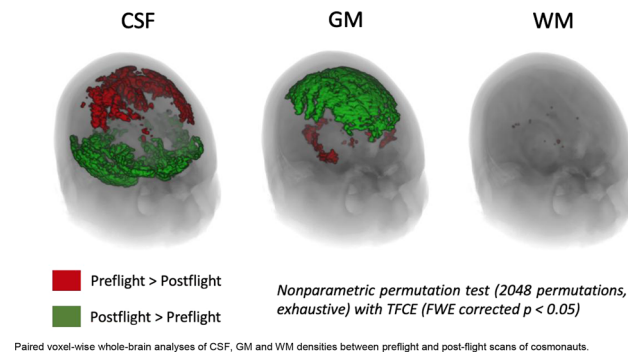 CSF GM WM
Preflight > Postflight
Postflight > Preflight
Nonparametric permutation test (2048 permutations,
exhaustive) with TFCE (FWE corrected p < 0.05)
Paired voxel-wise whole-brain analyses of CSF, GM and WM densities between preflight and post-flight scans of cosmonauts.